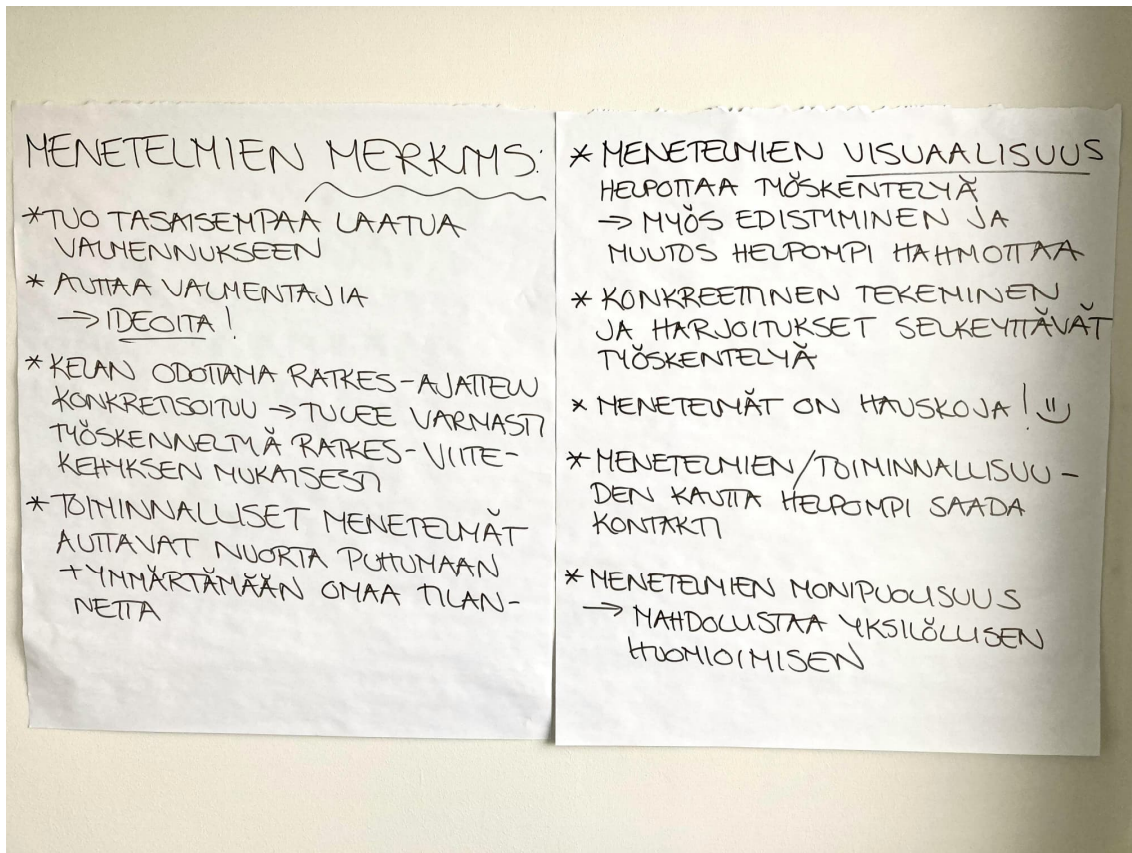 MENETELMIEN MERKITYS:
* TUO TASAISEMPAA LAATUA
VALMENNUKSEEN
* AUTTAA VALMENTAJIA
→ IDEOITA!
* KELAN ODOTTAMA RATKES-AJATTELU
KONKRETISOITUU → TULEE VARMASTI
TYÖSKENNELTYÄ RATKES-VIITE-
KEHYKSEN MUKAISESTI
* TOIMINNALLISET MENETELMÄT
AUTTAVAT NUORTA PUHUMAAN
+ YMMÄRTÄMÄÄN OMAA TILAN-
NETTA
* MENETELMIEN VISUAALISUUS
HELPOTTAA TYÖSKENTELYÄ
→ MYÖS EDISTYMINEN JA
MUUTOS HELPOMPI HAHMOTTAA
* KONKREETTINEN TEKEMINEN
JA HARJOITUKSET SELKEYTTÄVÄT
TYÖSKENTELYÄ
* MENETELMÄT ON HAUSKOJA! :)
* MENETELMIEN/TOIMINNALLISUU-
DEN KAUTTA HELPOMPI SAADA
KONTAKTI
* MENETELMIEN MONIPUOLISUUS
→ MAHDOLLISTAA YKSILÖLLISEN
HUOMIOIMISEN